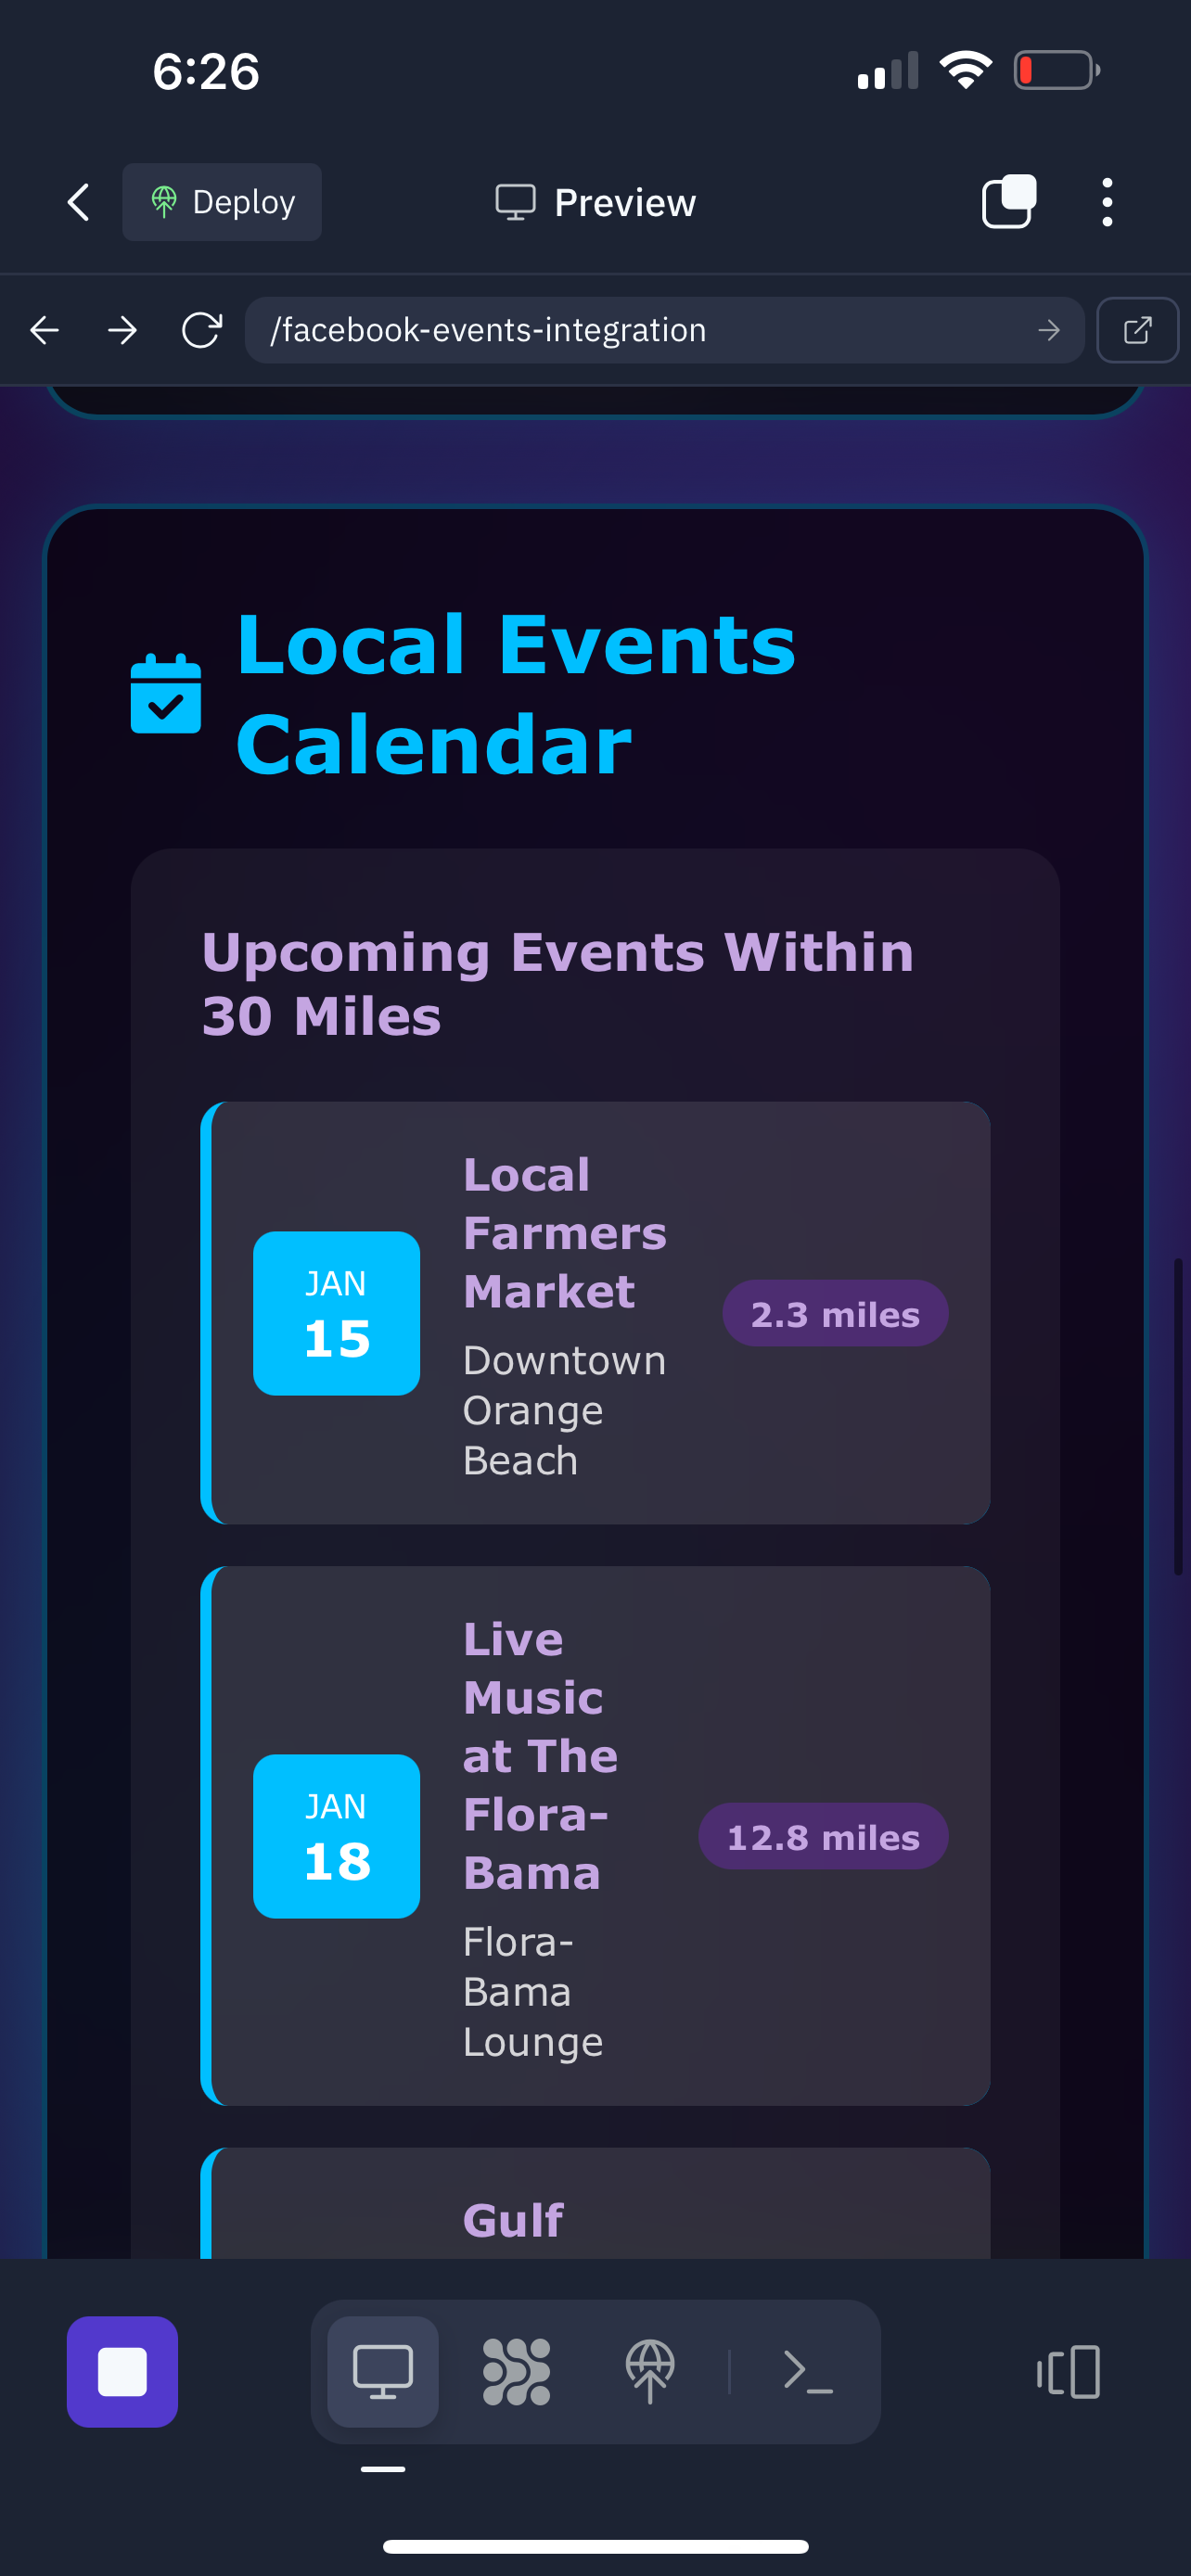 6:26
Deploy
Preview
/facebook-events-integration
Local Events
Calendar
Upcoming Events Within
30 Miles
JAN
15
Local
Farmers
Market
Downtown
Orange
Beach
2.3 miles
JAN
18
Live
Music
at The
Flora-
Bama
Flora-
Bama
Lounge
12.8 miles
Gulf